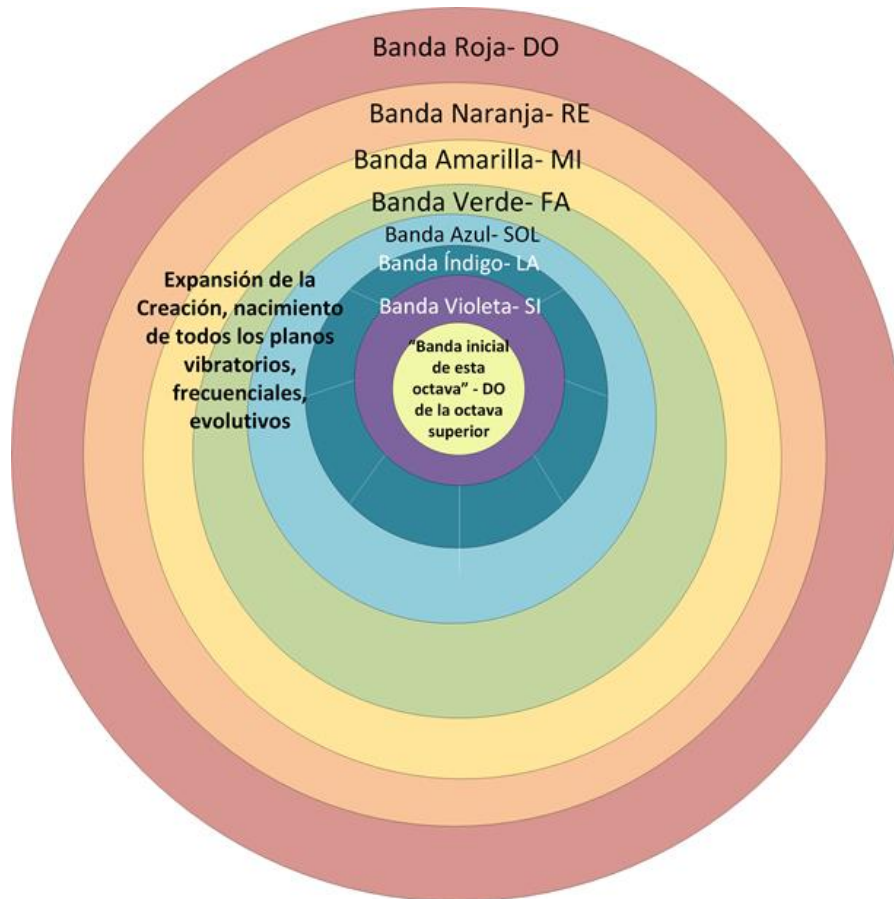 Banda Roja- DO
Banda Naranja- RE
Banda Amarilla- MI
Banda Verde- FA
Banda Azul- SOL
Banda Índigo- LA
Banda Violeta- SI
"Banda inicial
de esta
octava" - DO
de la octava
superior
Expansión de la
Creación, nacimiento
de todos los planos
vibratorios,
frecuenciales,
evolutivos